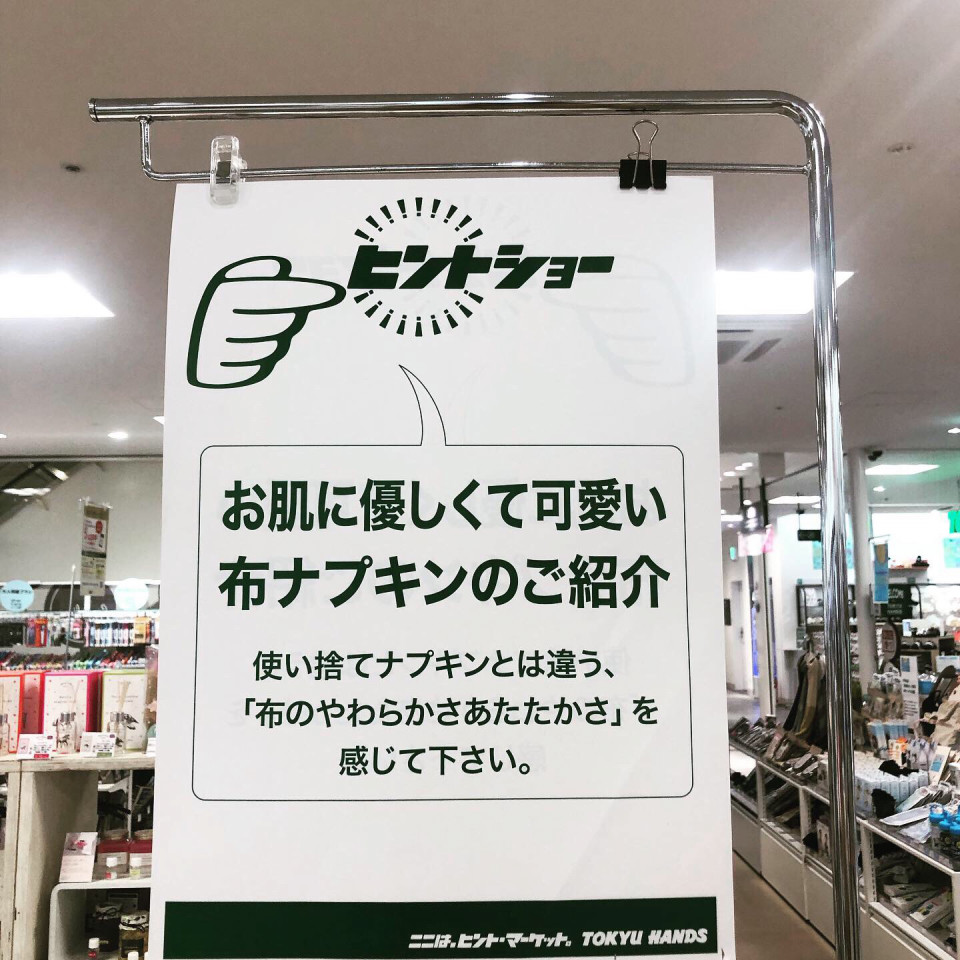 ヒントショー
お肌に優しくて可愛い
布ナプキンのご紹介
使い捨てナプキンとは違う、
「布のやわらかさあたたかさ」を
感じて下さい。
ここは。ヒント・マーケット。 TOKYU HANDS